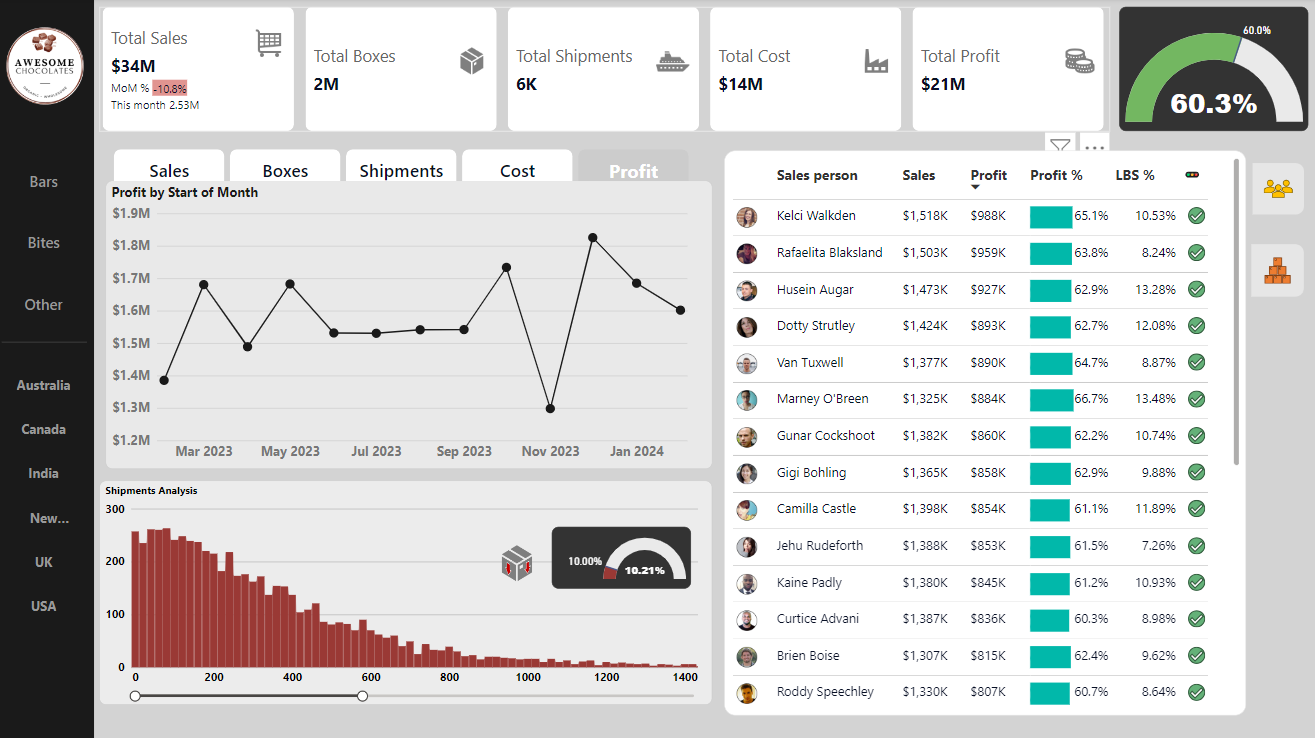 AWESOME
CHOCOLATES
Bars
Bites
Other
Australia
Canada
India
New...
UK
USA
Total Sales
$34M
MoM % -10.8%
This month 2.53M
Total Boxes
2M
Total Shipments
6K
Total Cost
$14M
Total Profit
$21M
60.0%
60.3%
Sales
Boxes
Shipments
Cost
Profit
Profit by Start of Month
$1.9M
$1.8M
$1.7M
$1.6M
$1.5M
$1.4M
$1.3M
$1.2M
Mar 2023 May 2023 Jul 2023 Sep 2023 Nov 2023 Jan 2024
Shipments Analysis
300
200
100
0
0 200 400 600 800 1000 1200 1400
10.00%
10.21%
Sales person Sales Profit Profit % LBS %
Kelci Walkden $1,518K $988K 65.1% 10.53%
Rafaelita Blaksland $1,503K $959K 63.8% 8.24%
Husein Augar $1,473K $927K 62.9% 13.28%
Dotty Strutley $1,424K $893K 62.7% 12.08%
Van Tuxwell $1,377K $890K 64.7% 8.87%
Marney O'Breen $1,325K $884K 66.7% 13.48%
Gunar Cockshoot $1,382K $860K 62.2% 10.74%
Gigi Bohling $1,365K $858K 62.9% 9.88%
Camilla Castle $1,398K $854K 61.1% 11.89%
Jehu Rudeforth $1,388K $853K 61.5% 7.26%
Kaine Padly $1,380K $845K 61.2% 10.93%
Curtice Advani $1,387K $836K 60.3% 8.98%
Brien Boise $1,307K $815K 62.4% 9.62%
Roddy Speechley $1,330K $807K 60.7% 8.64%